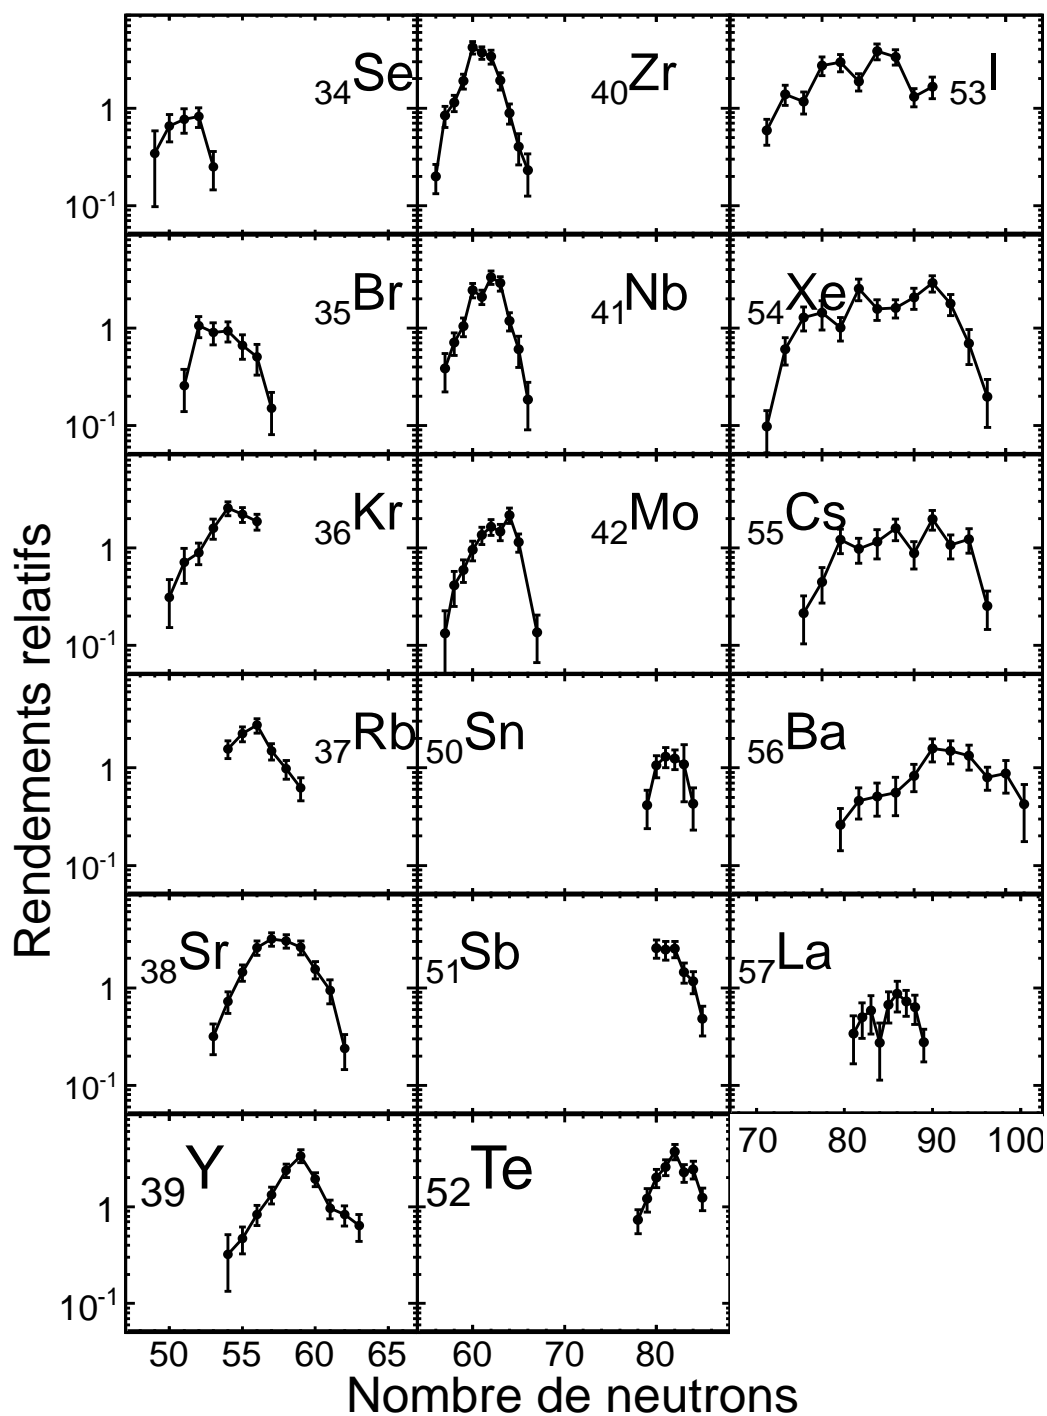 34Se 40Zr 53I
1
10-1
35Br 41Nb 54Xe
1
10-1
36Kr 42Mo 55Cs
1
10-1
37Rb 50Sn 56Ba
1
10-1
38Sr 51Sb 57La
1
10-1
70 80 90 100
39Y 52Te
1
10-1
50 55 60 65 60 70 80
Nombre de neutrons
Rendements relatifs